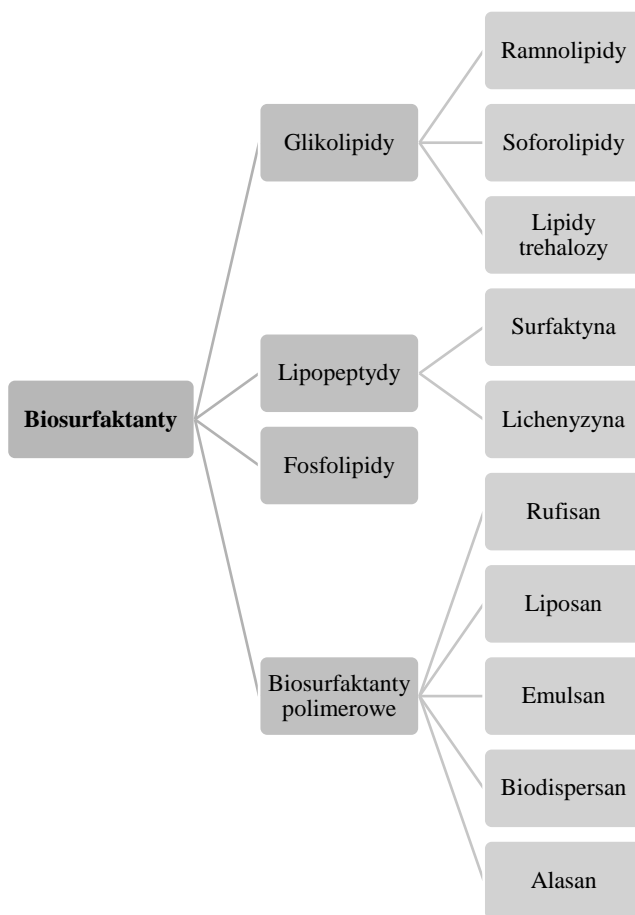 Biosurfaktanty
Glikolipidy
Ramnolipidy
Soforolipidy
Lipidy
trehalozy
Lipopeptydy
Surfaktyna
Lichenyzyna
Fosfolipidy
Biosurfaktanty
polimerowe
Rufisan
Liposan
Emulsan
Biodispersan
Alasan